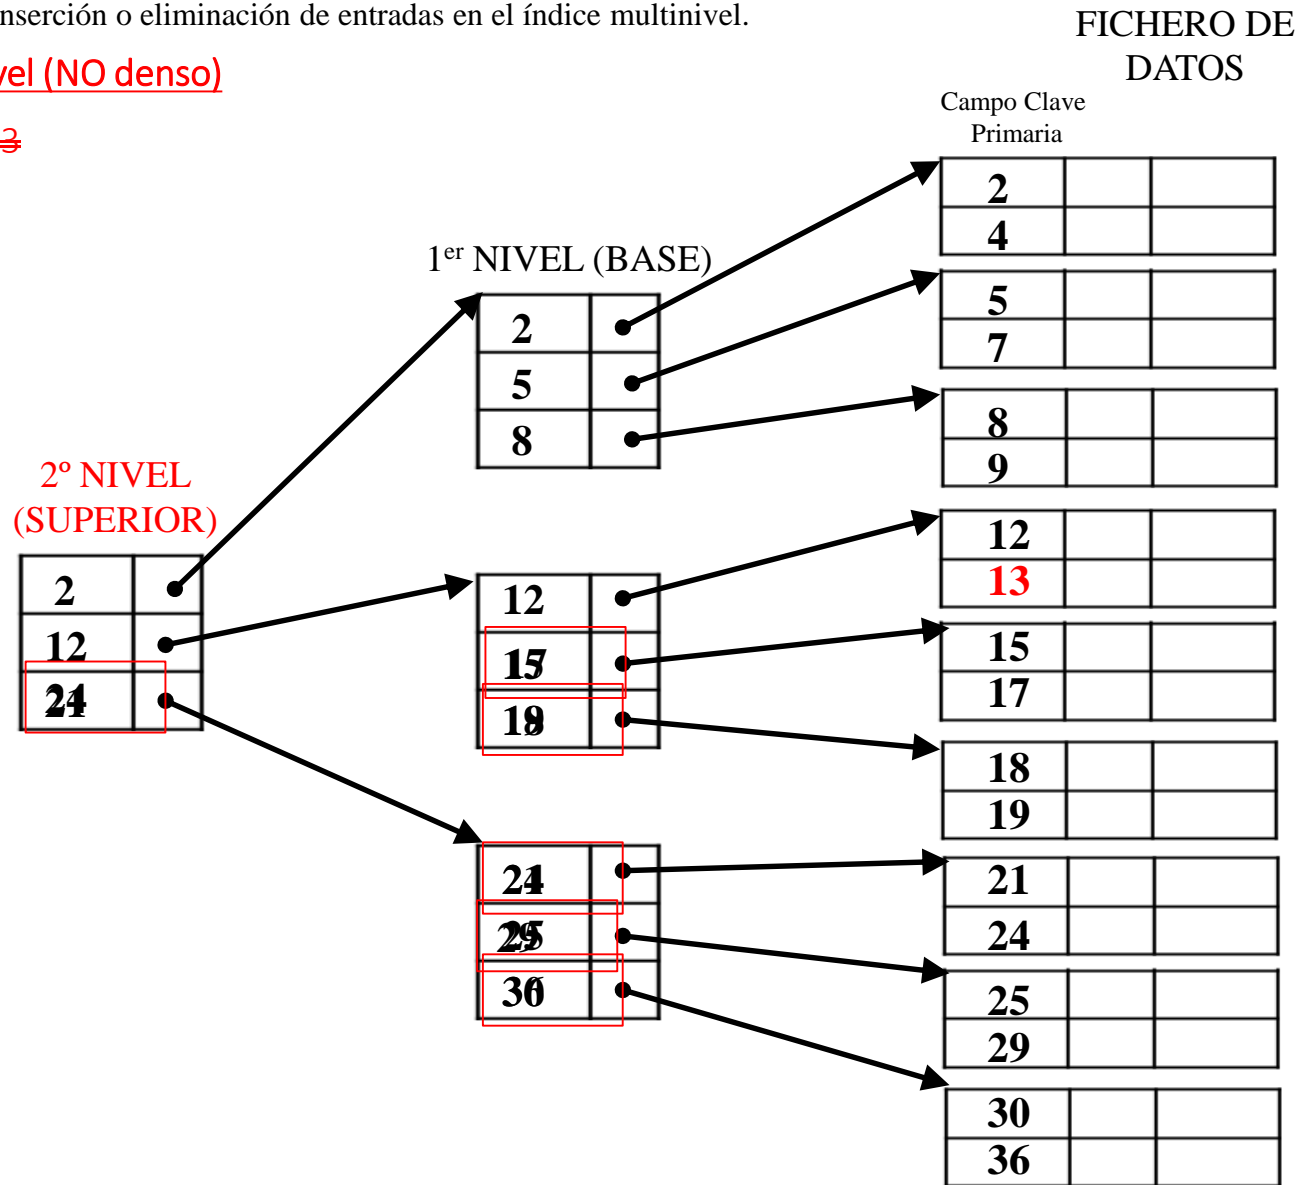 nserción o eliminación de entradas en el índice multinivel.
FICHERO DE
DATOS
vel (NO denso)
3
Campo Clave
Primaria
1er NIVEL (BASE)
2º NIVEL
(SUPERIOR)
2
12
2
5
8
12
2
4
5
7
8
9
12
13
15
17
18
19
21
24
25
29
30
36